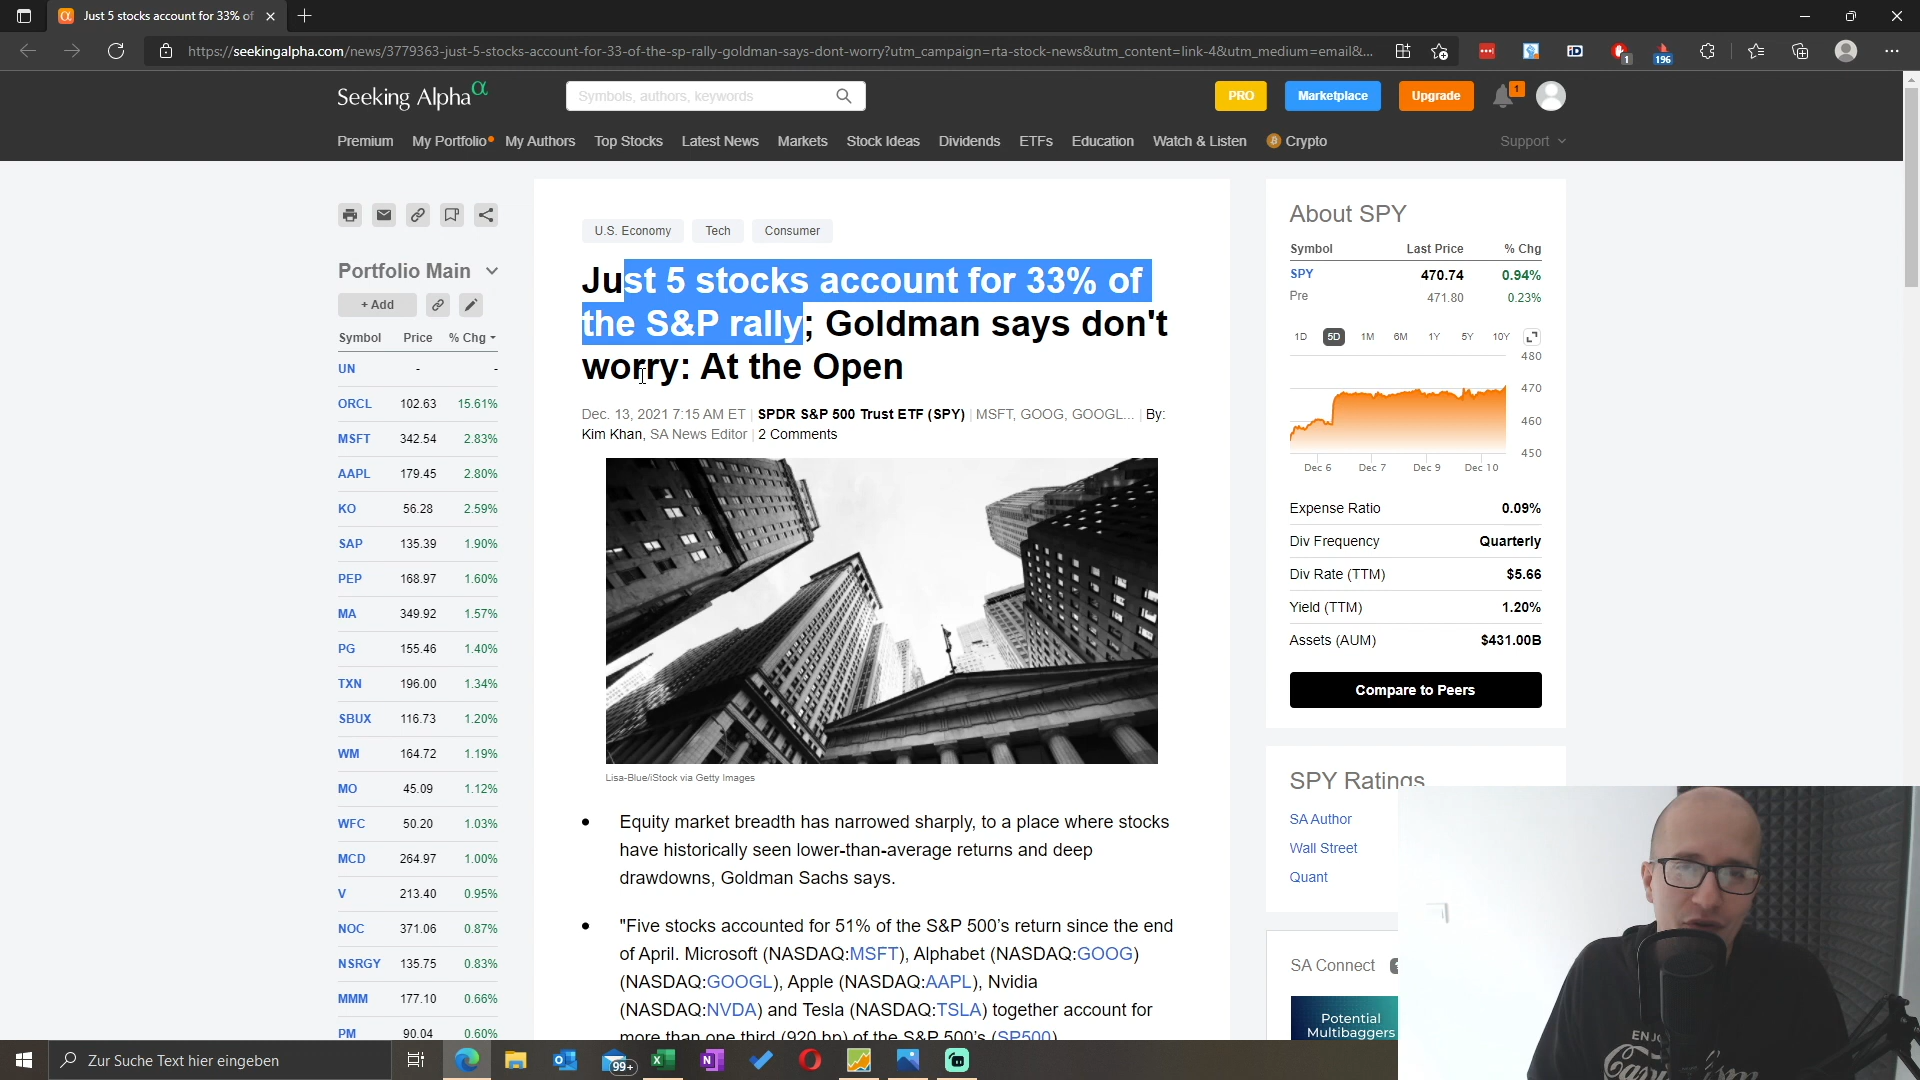 Just 5 stocks account for 33% of
https://seekingalpha.com/news/3779363-just-5-stocks-account-for-33-of-the-sp-rally-goldman-says-dont-worry?utm_campaign=rta-stock-news&utm_content=link-4&utm_medium=email&...
1
196
Seeking Alpha α
Symbols, authors, keywords
PRO
Marketplace
Upgrade
1
Premium My Portfolio My Authors Top Stocks Latest News Markets Stock Ideas Dividends ETFs Education Watch & Listen Crypto Support
Portfolio Main
+ Add
Symbol Price % Chg
UN - -
ORCL 102.63 15.61%
MSFT 342.54 2.83%
AAPL 179.45 2.80%
KO 56.28 2.59%
SAP 135.39 1.90%
PEP 168.97 1.60%
MA 349.92 1.57%
PG 155.46 1.40%
TXN 196.00 1.34%
SBUX 116.73 1.20%
WM 164.72 1.19%
MO 45.09 1.12%
WFC 50.20 1.03%
MCD 264.97 1.00%
V 213.40 0.95%
NOC 371.06 0.87%
NSRGY 135.75 0.83%
MMM 177.10 0.66%
PM 90.04 0.60%
U.S. Economy Tech Consumer
Just 5 stocks account for 33% of
the S&P rally; Goldman says don't
worry: At the Open
Dec. 13, 2021 7:15 AM ET | SPDR S&P 500 Trust ETF (SPY) | MSFT, GOOG, GOOGL... | By:
Kim Khan, SA News Editor | 2 Comments
Lisa-Blue/iStock via Getty Images
• Equity market breadth has narrowed sharply, to a place where stocks
have historically seen lower-than-average returns and deep
drawdowns, Goldman Sachs says.
• "Five stocks accounted for 51% of the S&P 500's return since the end
of April. Microsoft (NASDAQ:MSFT), Alphabet (NASDAQ:GOOG)
(NASDAQ:GOOGL), Apple (NASDAQ:AAPL), Nvidia
(NASDAQ:NVDA) and Tesla (NASDAQ:TSLA) together account for
more than one third (920 bp) of the S&P 500's (SP500)
About SPY
Symbol Last Price % Chg
SPY 470.74 0.94%
Pre 471.80 0.23%
1D 5D 1M 6M 1Y 5Y 10Y
480
470
460
450
Dec 6 Dec 7 Dec 9 Dec 10
Expense Ratio 0.09%
Div Frequency Quarterly
Div Rate (TTM) $5.66
Yield (TTM) 1.20%
Assets (AUM) $431.00B
Compare to Peers
SPY Ratings
SA Author
Wall Street
Quant
SA Connect
Potential
Multibaggers
Zur Suche Text hier eingeben
99+